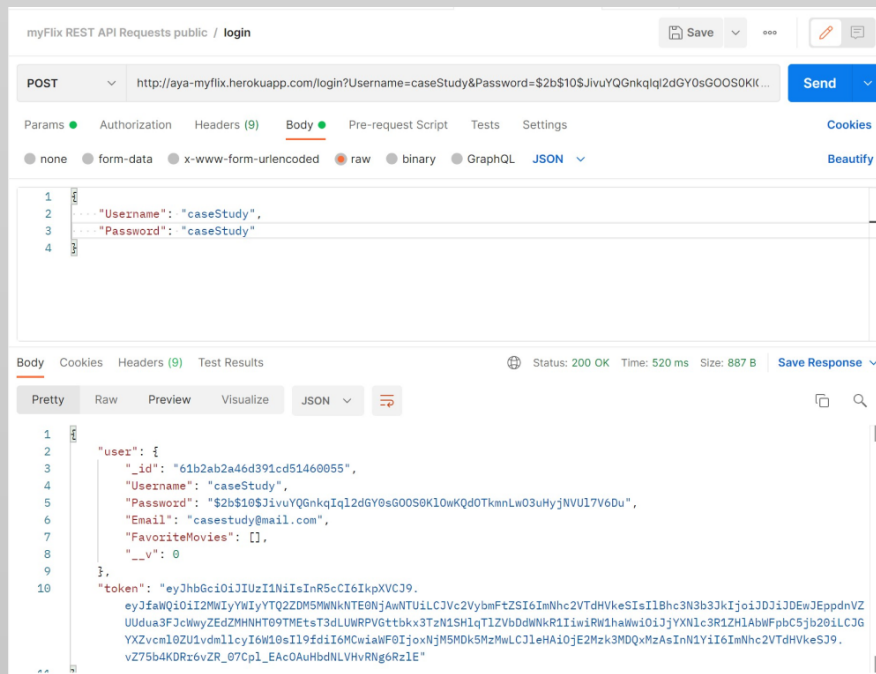 myFlix REST API Requests public / login
Save
POST http://aya-myflix.herokuapp.com/login?Username=caseStudy&Password=$2b$10$JivuYQGnkqIql2dGY0sGOOS0Kl(...
Send
Params Authorization Headers (9) Body Pre-request Script Tests Settings Cookies
none form-data x-www-form-urlencoded raw binary GraphQL JSON Beautify
1 {
2 "Username": "caseStudy",
3 "Password": "caseStudy"
4 }
Body Cookies Headers (9) Test Results Status: 200 OK Time: 520 ms Size: 887 B Save Response
Pretty Raw Preview Visualize JSON
1 {
2 "user": {
3 "_id": "61b2ab2a46d391cd51460055",
4 "Username": "caseStudy",
5 "Password": "$2b$10$JivuYQGnkqIql2dGY0sGOOS0KlOwKQdOTkmnLwO3uHyjNVUl7V6Du",
6 "Email": "casestudy@mail.com",
7 "FavoriteMovies": [],
8 "__v": 0
9 },
10 "token": "eyJhbGciOiJIUzI1NiIsInR5cCI6IkpXVCJ9.
eyJfaWQiOiI2MWIyYWIyYTQ2ZDM5MWNkNTE0NjAwNTUiLCJVc2VybmFtZSI6ImNhc2VTdHVkeSIsIlBhc3N3b3JkIjoiJDJiJDEwJEppdnVZ
UUdua3FJcWwyZEdZMHNHT09TMEtsT3dLUWRPVGttbkx3TzN1SHlqTlZVbDdWNkR1IiwiRW1haWwiOiJjYXNlc3R1ZHlAbWFpbC5jb20iLCJG
YXZvcml0ZU1vdmllcyI6W10sIl9fdiI6MCwiaWF0IjoxNjM5MDk5MzMwLCJleHAiOjE2Mzk3MDQxMzAsInN1YiI6ImNhc2VTdHVkeSJ9.
vZ75b4KDRr6vZR_07Cpl_EAcOAuHbdNLVHvRNg6RzlE"
11 }